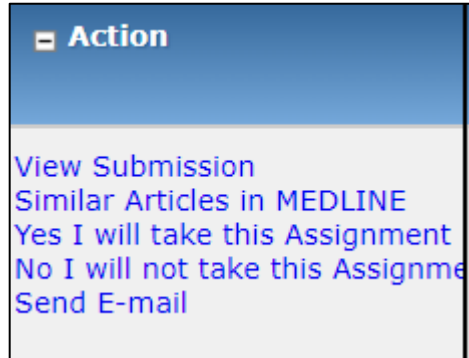 Action
View Submission
Similar Articles in MEDLINE
Yes I will take this Assignment
No I will not take this Assignme
Send E-mail